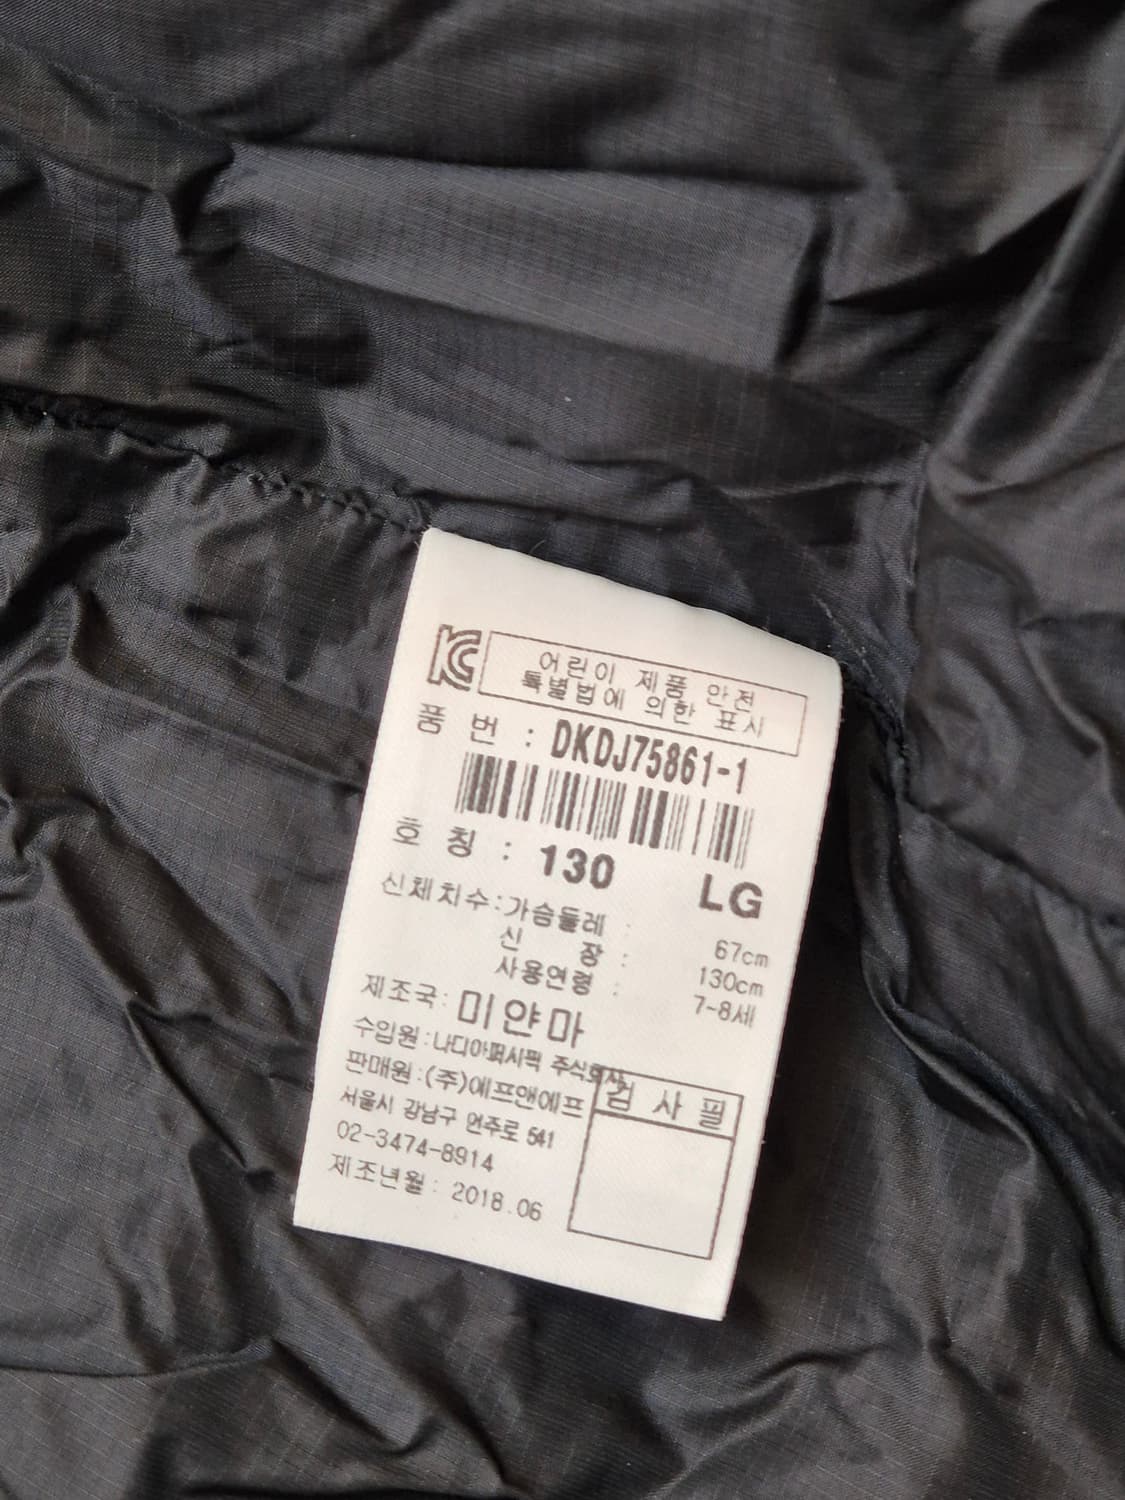 KC
어린이 제품 안전
특별법에 의한 표시
품 번 : DKDJ75861-1
호 칭 : 130 LG
신체치수:가슴둘레 : 67cm
신 장 : 130cm
사용연령 : 7-8세
제조국: 미얀마
수입원:나디아퍼시픽 주식회사
판매원:(주)에프앤에프
검 사 필
서울시 강남구 언주로 541
02-3474-8914
제조년월: 2018.06